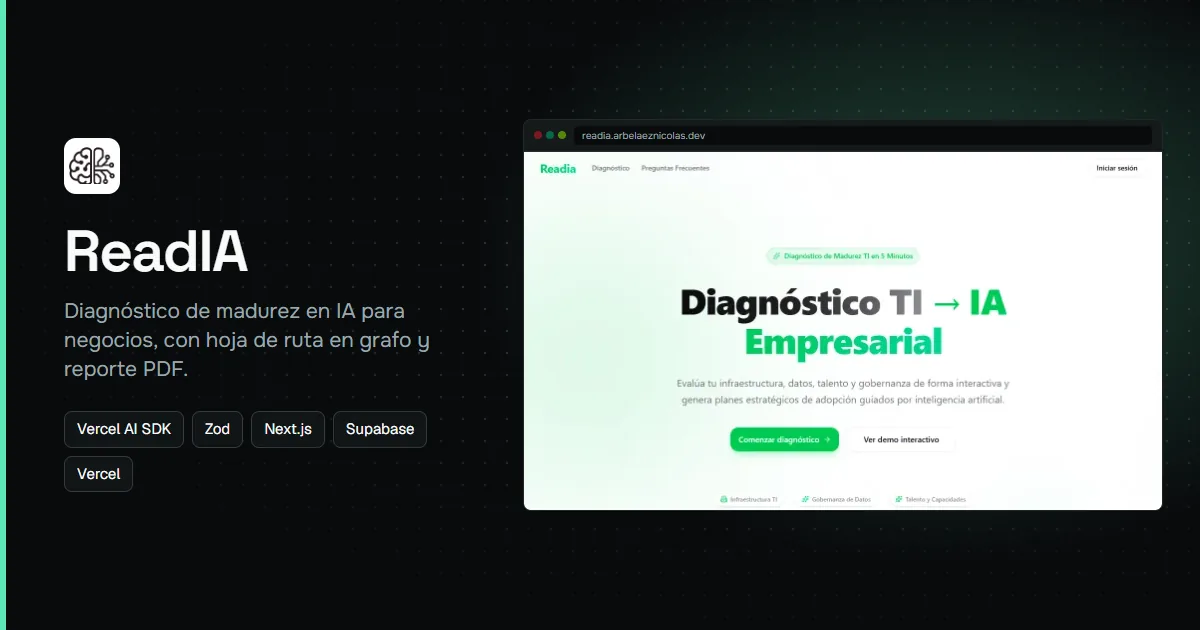 ReadIA
Diagnóstico de madurez en IA para
negocios, con hoja de ruta en grafo y
reporte PDF.
Vercel AI SDK
Zod
Next.js
Supabase
Vercel
readia.arbelaeznicolas.dev
Readia
Diagnóstico
Preguntas Frecuentes
Iniciar sesión
Diagnóstico de Madurez TI en 5 Minutos
Diagnóstico TI → IA
Empresarial
Evalúa tu infraestructura, datos, talento y gobernanza de forma interactiva y
genera planes estratégicos de adopción guiados por inteligencia artificial.
Comenzar diagnóstico →
Ver demo interactivo
Infraestructura TI
Gobernanza de Datos
Talento y Capacidades